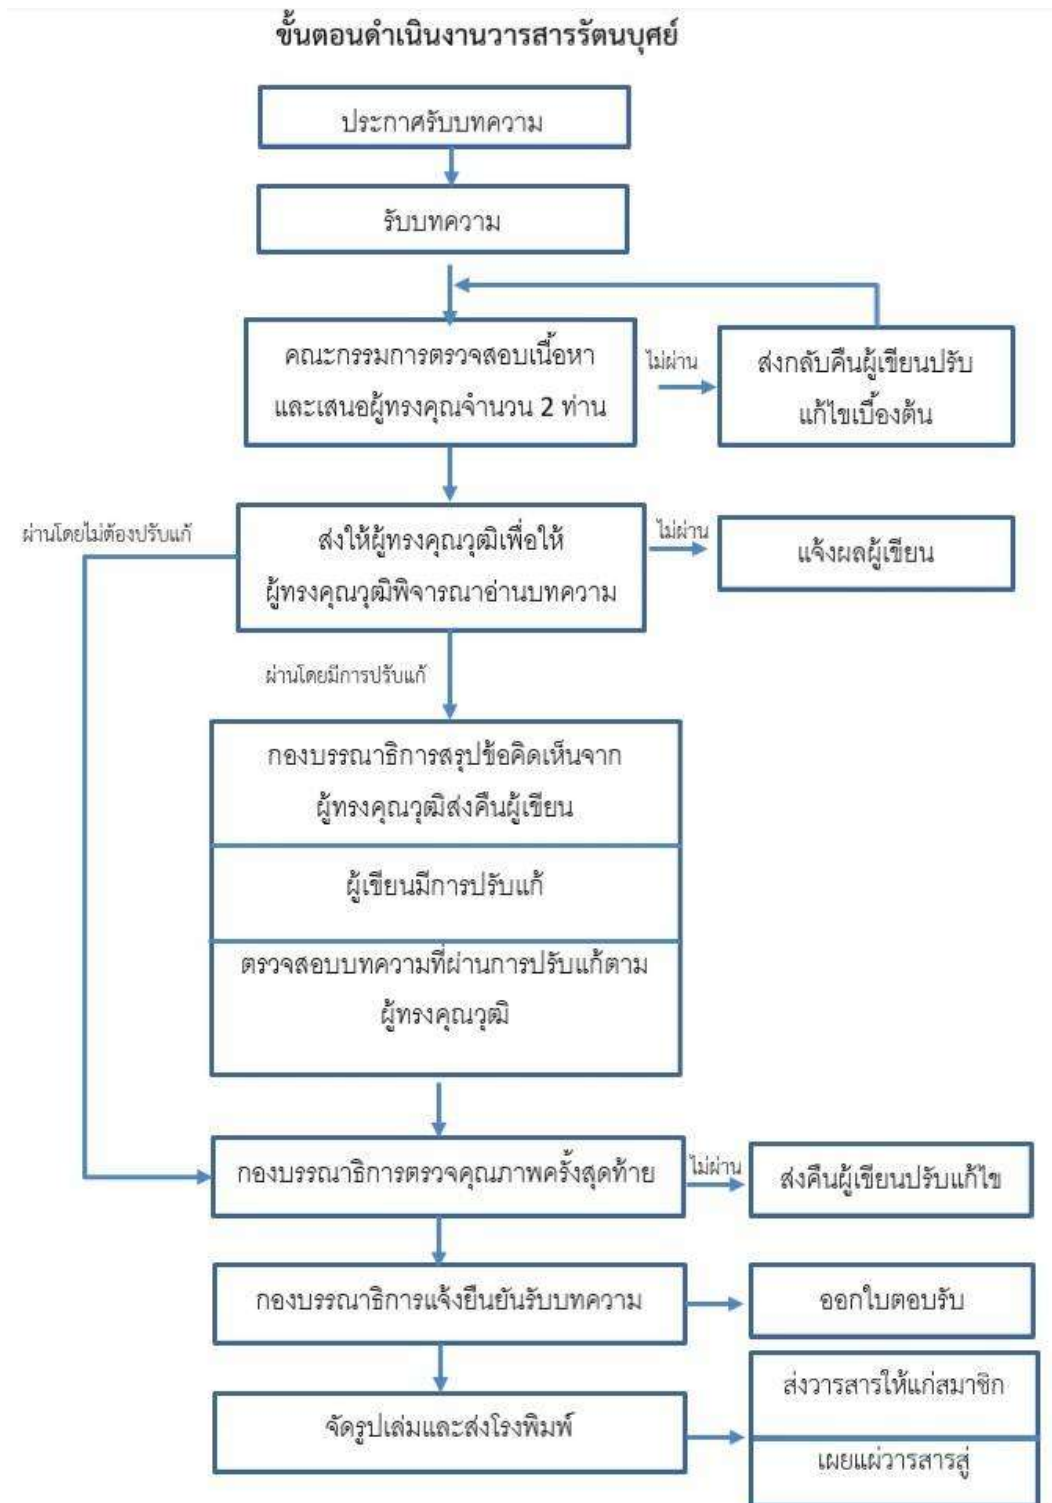 ขั้นตอนดำเนินงานวารสารรัตนบุศย์
ประกาศรับบทความ
รับบทความ
คณะกรรมการตรวจสอบเนื้อหา
และเสนอผู้ทรงคุณจำนวน 2 ท่าน
ไม่ผ่าน
ส่งกลับคืนผู้เขียนปรับ
แก้ไขเบื้องต้น
ผ่านโดยไม่ต้องปรับแก้
ส่งให้ผู้ทรงคุณวุฒิเพื่อให้
ผู้ทรงคุณวุฒิพิจารณาอ่านบทความ
ไม่ผ่าน
แจ้งผลผู้เขียน
ผ่านโดยมีการปรับแก้
กองบรรณาธิการสรุปข้อคิดเห็นจาก
ผู้ทรงคุณวุฒิส่งคืนผู้เขียน
ผู้เขียนมีการปรับแก้
ตรวจสอบบทความที่ผ่านการปรับแก้ตาม
ผู้ทรงคุณวุฒิ
กองบรรณาธิการตรวจคุณภาพครั้งสุดท้าย
ไม่ผ่าน
ส่งคืนผู้เขียนปรับแก้ไข
กองบรรณาธิการแจ้งยืนยันรับบทความ
ออกใบตอบรับ
จัดรูปเล่มและส่งโรงพิมพ์
ส่งวารสารให้แก่สมาชิก
เผยแผ่วารสารสู่